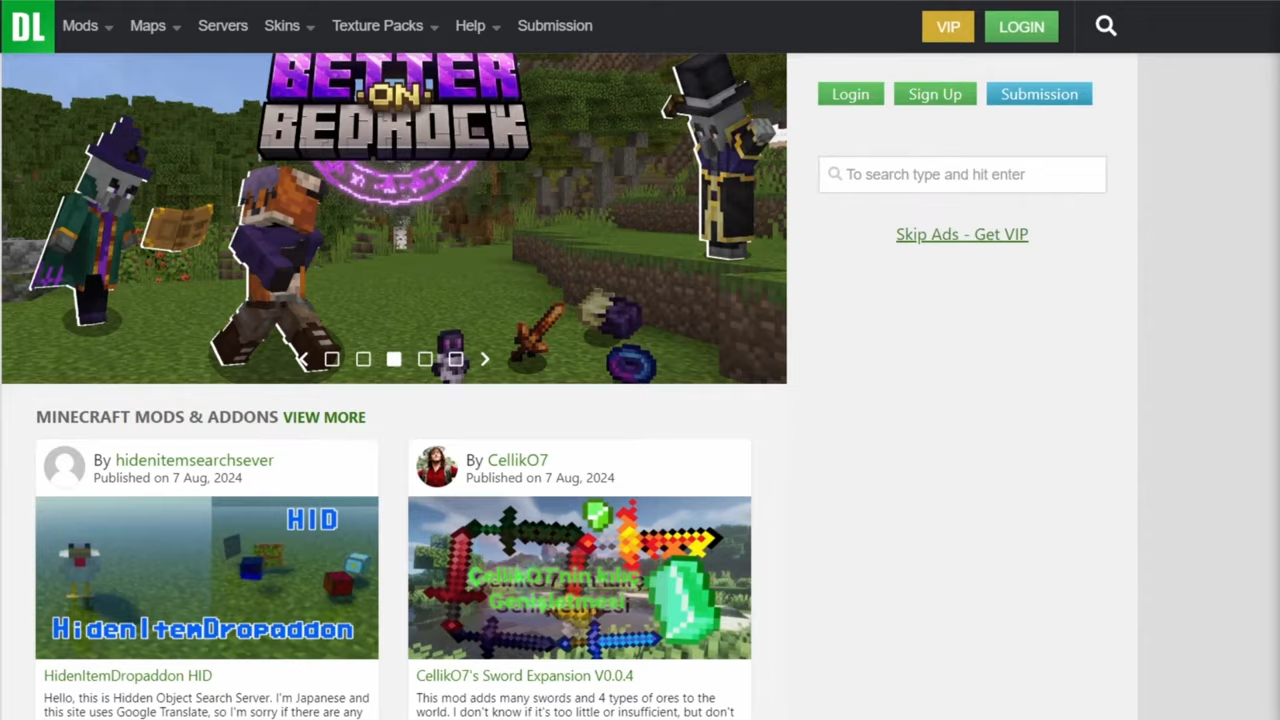 DL Mods Maps Servers Skins Texture Packs Help Submission VIP LOGIN
BETTER
ON
BEDROCK
Login Sign Up Submission
To search type and hit enter
Skip Ads - Get VIP
MINECRAFT MODS & ADDONS VIEW MORE
By hidenitemsearchsever
Published on 7 Aug, 2024
HID
HidenItemDropaddon
HidenItemDropaddon HID
Hello, this is Hidden Object Search Server. I'm Japanese and
this site uses Google Translate, so I'm sorry if there are any
By CellikO7
Published on 7 Aug, 2024
CellikO7'nin kılıç
CellikO7's Sword Expansion V0.0.4
This mod adds many swords and 4 types of ores to the
world. I don't know if it's too little or insufficient, but don't